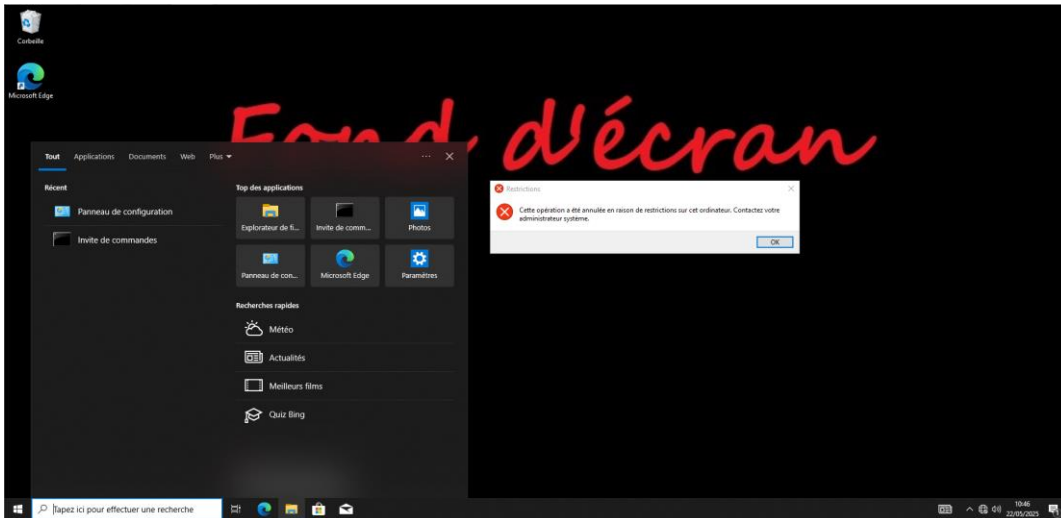 Corbeille
Microsoft Edge
Fond d'écran
Tout Applications Documents Web Plus
Récent
Panneau de configuration
Invite de commandes
Top des applications
Explorateur de fi... Invite de comm... Photos
Panneau de con... Microsoft Edge Paramètres
Recherches rapides
Météo
Actualités
Meilleurs films
Quiz Bing
Restrictions
Cette opération a été annulée en raison de restrictions sur cet ordinateur. Contactez votre
administrateur système.
OK
Tapez ici pour effectuer une recherche
10:46
22/05/2025